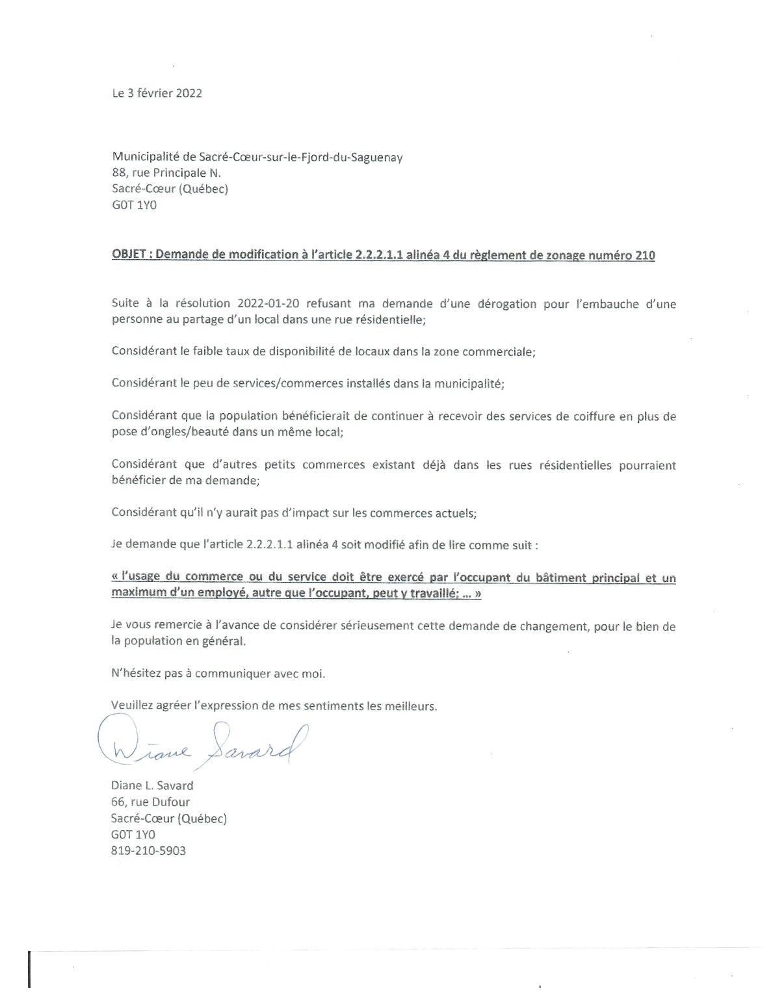 Le 3 février 2022
Municipalité de Sacré-Cœur-sur-le-Fjord-du-Saguenay
88, rue Principale N.
Sacré-Cœur (Québec)
G0T 1Y0
OBJET : Demande de modification à l'article 2.2.2.1.1 alinéa 4 du règlement de zonage numéro 210
Suite à la résolution 2022-01-20 refusant ma demande d'une dérogation pour l'embauche d'une
personne au partage d'un local dans une rue résidentielle;
Considérant le faible taux de disponibilité de locaux dans la zone commerciale;
Considérant le peu de services/commerces installés dans la municipalité;
Considérant que la population bénéficierait de continuer à recevoir des services de coiffure en plus de
pose d'ongles/beauté dans un même local;
Considérant que d'autres petits commerces existant déjà dans les rues résidentielles pourraient
bénéficier de ma demande;
Considérant qu'il n'y aurait pas d'impact sur les commerces actuels;
Je demande que l'article 2.2.2.1.1 alinéa 4 soit modifié afin de lire comme suit :
« l'usage du commerce ou du service doit être exercé par l'occupant du bâtiment principal et un
maximum d'un employé, autre que l'occupant, peut y travaillé; ... »
Je vous remercie à l'avance de considérer sérieusement cette demande de changement, pour le bien de
la population en général.
N'hésitez pas à communiquer avec moi.
Veuillez agréer l'expression de mes sentiments les meilleurs.
Diane Savard
Diane L. Savard
66, rue Dufour
Sacré-Cœur (Québec)
G0T 1Y0
819-210-5903